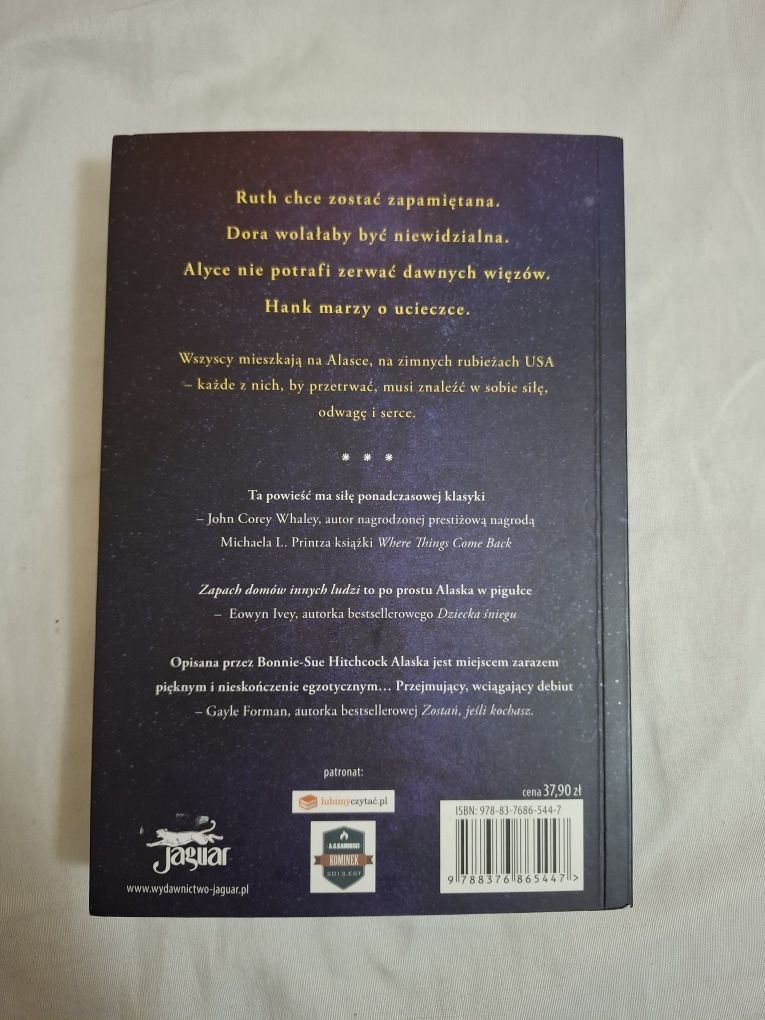 Ruth chce zostać zapamiętana.
Dora wolałaby być niewidzialna.
Alyce nie potrafi zerwać dawnych więzów.
Hank marzy o ucieczce.
Wszyscy mieszkają na Alasce, na zimnych rubieżach USA
– każde z nich, by przetrwać, musi znaleźć w sobie siłę,
odwagę i serce.
* * *
Ta powieść ma siłę ponadczasowej klasyki
– John Corey Whaley, autor nagrodzonej prestiżową nagrodą
Michaela L. Printza książki Where Things Come Back
Zapach domów innych ludzi to po prostu Alaska w pigułce
– Eowyn Ivey, autorka bestsellerowego Dziecka śniegu
Opisana przez Bonnie-Sue Hitchcock Alaska jest miejscem zarazem
pięknym i nieskończenie egzotycznym… Przejmujący, wciągający debiut
– Gayle Forman, autorka bestsellerowej Zostań, jeśli kochasz.
patronat:
lubimyczytać.pl
A.G.KAMINSKI
KOMINEK
2013.EST
jaguar
www.wydawnictwo-jaguar.pl
cena 37,90 zł
ISBN: 978-83-7686-544-7
9 788376 865447 >